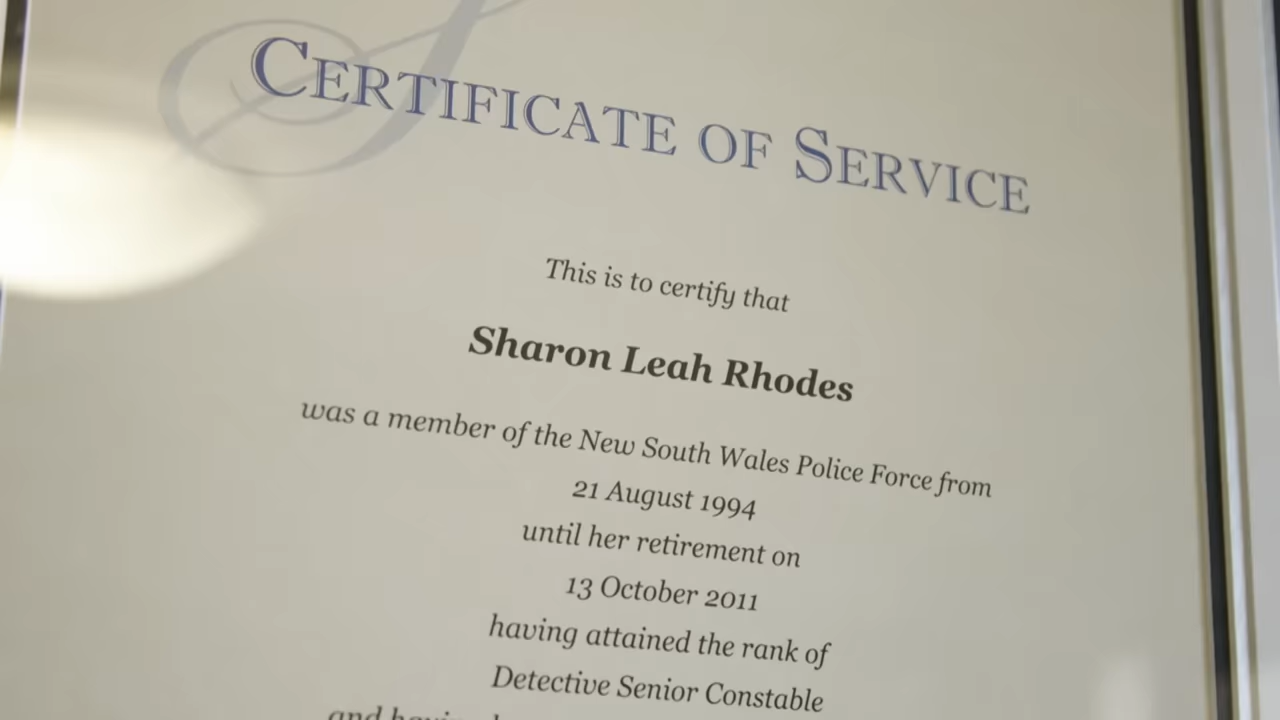 CERTIFICATE OF SERVICE
This is to certify that
Sharon Leah Rhodes
was a member of the New South Wales Police Force from
21 August 1994
until her retirement on
13 October 2011
having attained the rank of
Detective Senior Constable
and having